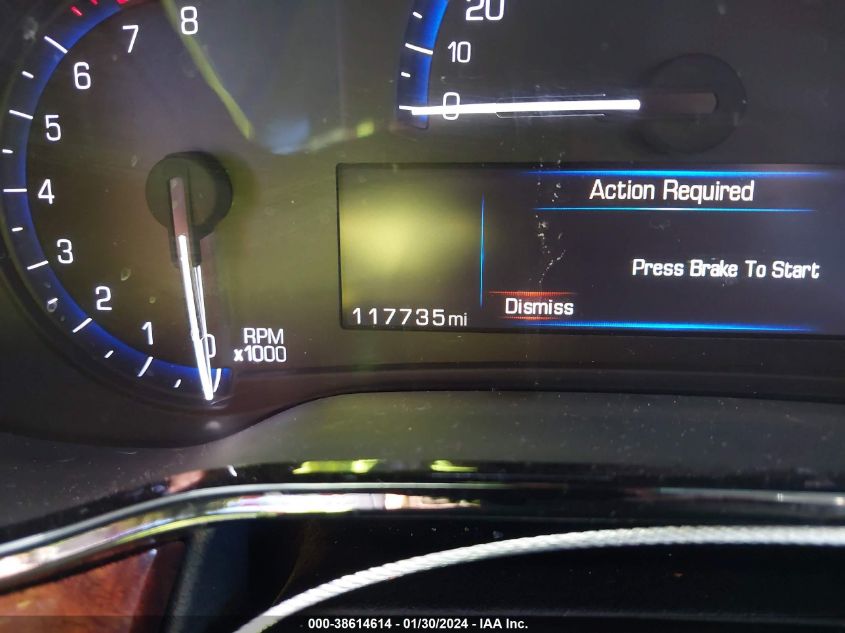 8
7
6
5
4
3
2
1
0
RPM
x1000
20
10
0
Action Required
Press Brake To Start
Dismiss
117735mi
000-38614614 - 01/30/2024 - IAA Inc.